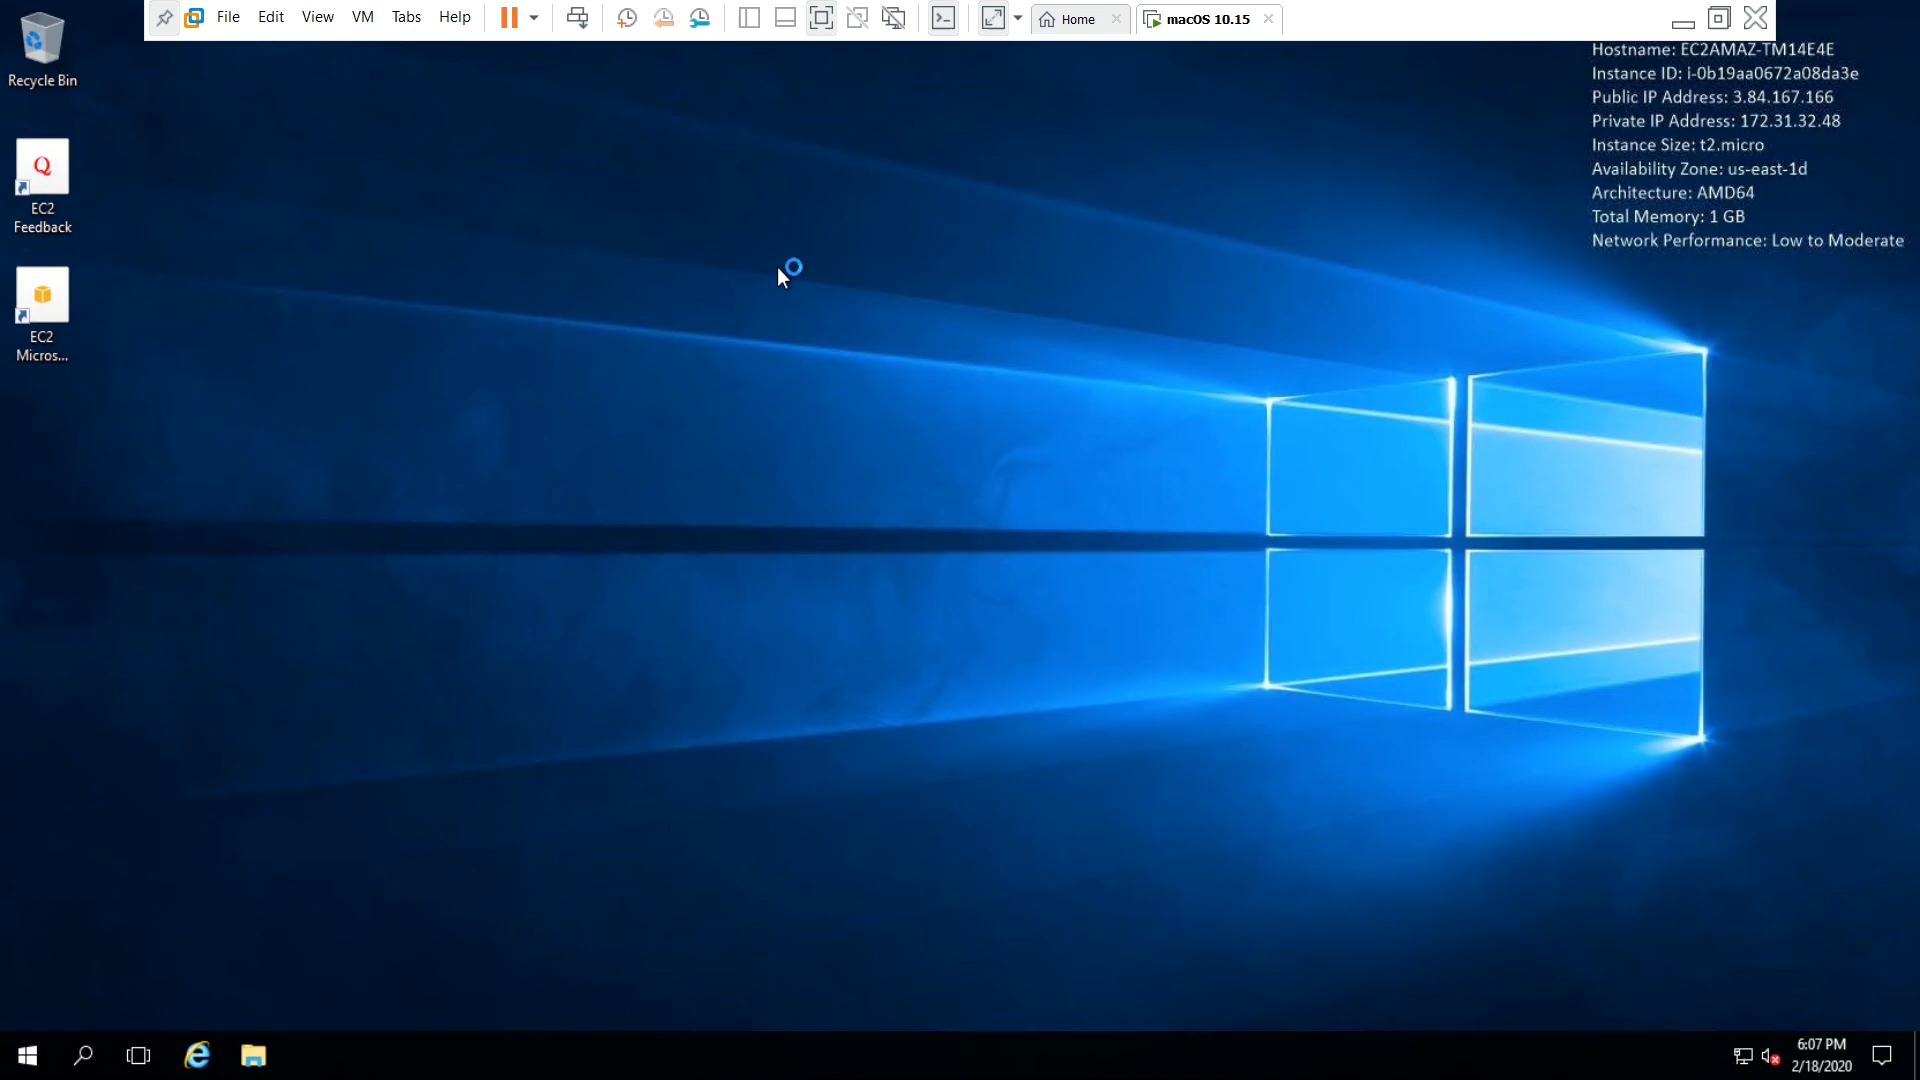 File Edit View VM Tabs Help Home macOS 10.15
Recycle Bin
EC2
Feedback
EC2
Micros...
Hostname: EC2AMAZ-TM14E4E
Instance ID: i-0b19aa0672a08da3e
Public IP Address: 3.84.167.166
Private IP Address: 172.31.32.48
Instance Size: t2.micro
Availability Zone: us-east-1d
Architecture: AMD64
Total Memory: 1 GB
Network Performance: Low to Moderate
6:07 PM
2/18/2020